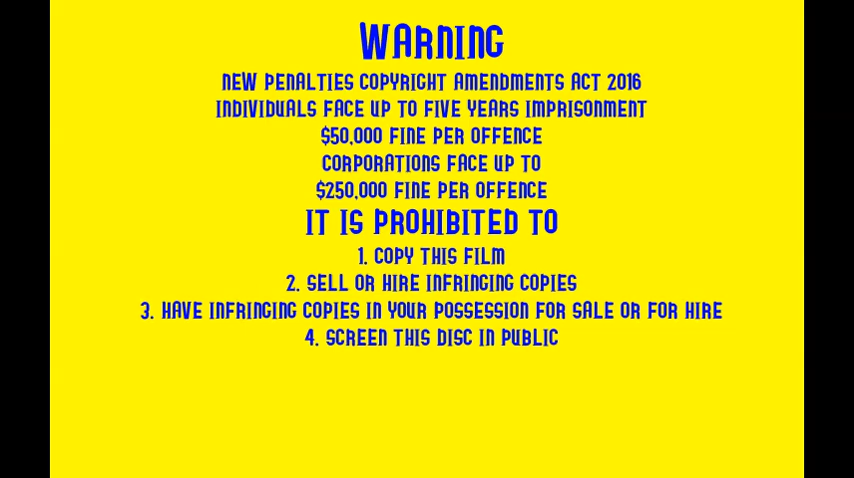 WARNING
NEW PENALTIES COPYRIGHT AMENDMENTS ACT 2016
INDIVIDUALS FACE UP TO FIVE YEARS IMPRISONMENT
$50,000 FINE PER OFFENCE
CORPORATIONS FACE UP TO
$250,000 FINE PER OFFENCE
IT IS PROHIBITED TO
1. COPY THIS FILM
2. SELL OR HIRE INFRINGING COPIES
3. HAVE INFRINGING COPIES IN YOUR POSSESSION FOR SALE OR FOR HIRE
4. SCREEN THIS DISC IN PUBLIC